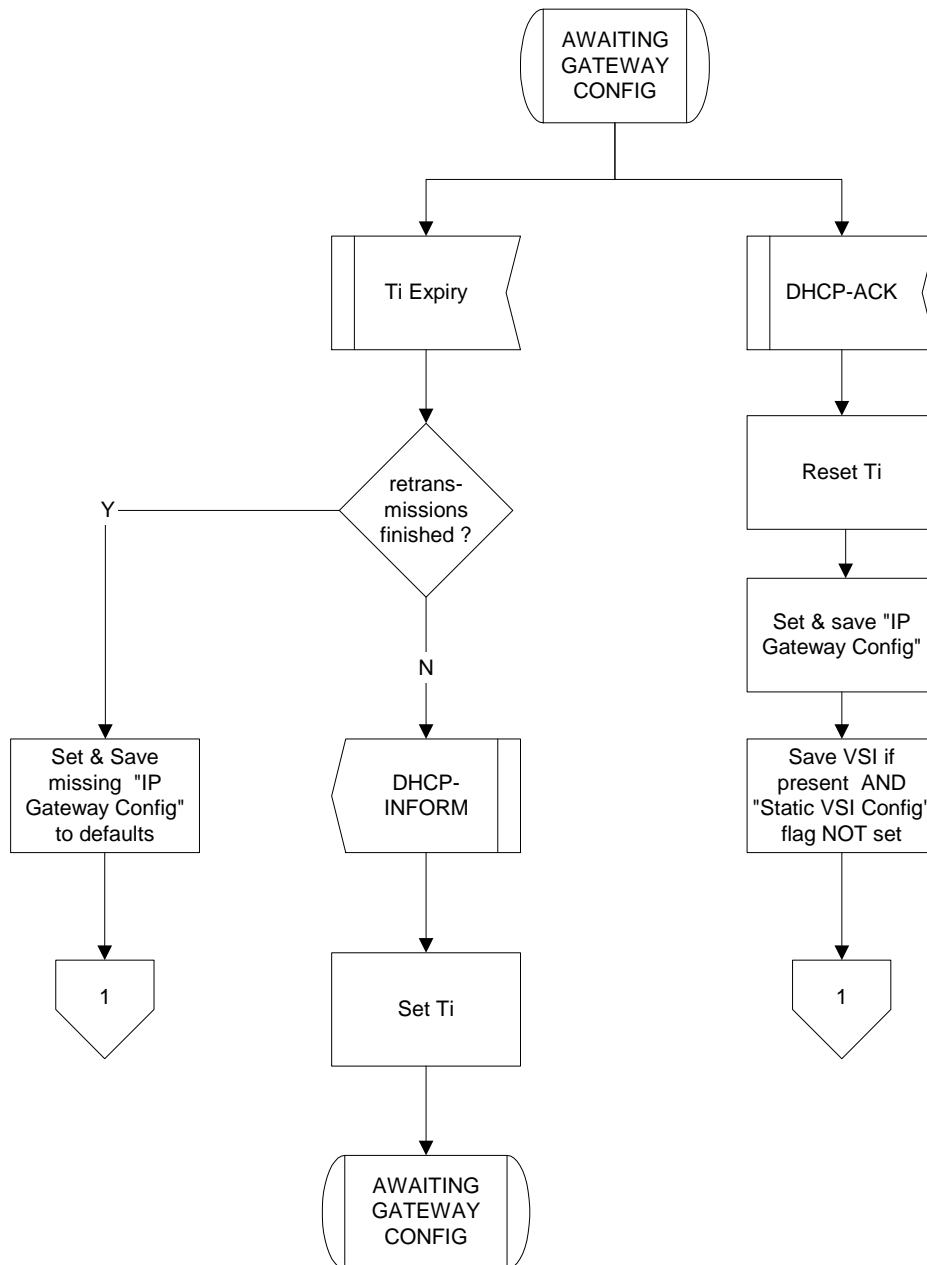 AWAITING
GATEWAY
CONFIG
Ti Expiry
DHCP-ACK
retrans-
missions
finished ?
Y
N
Reset Ti
Set & save "IP
Gateway Config"
Set & Save
missing "IP
Gateway Config"
to defaults
DHCP-
INFORM
Save VSI if
present AND
"Static VSI Config"
flag NOT set
1
Set Ti
1
AWAITING
GATEWAY
CONFIG